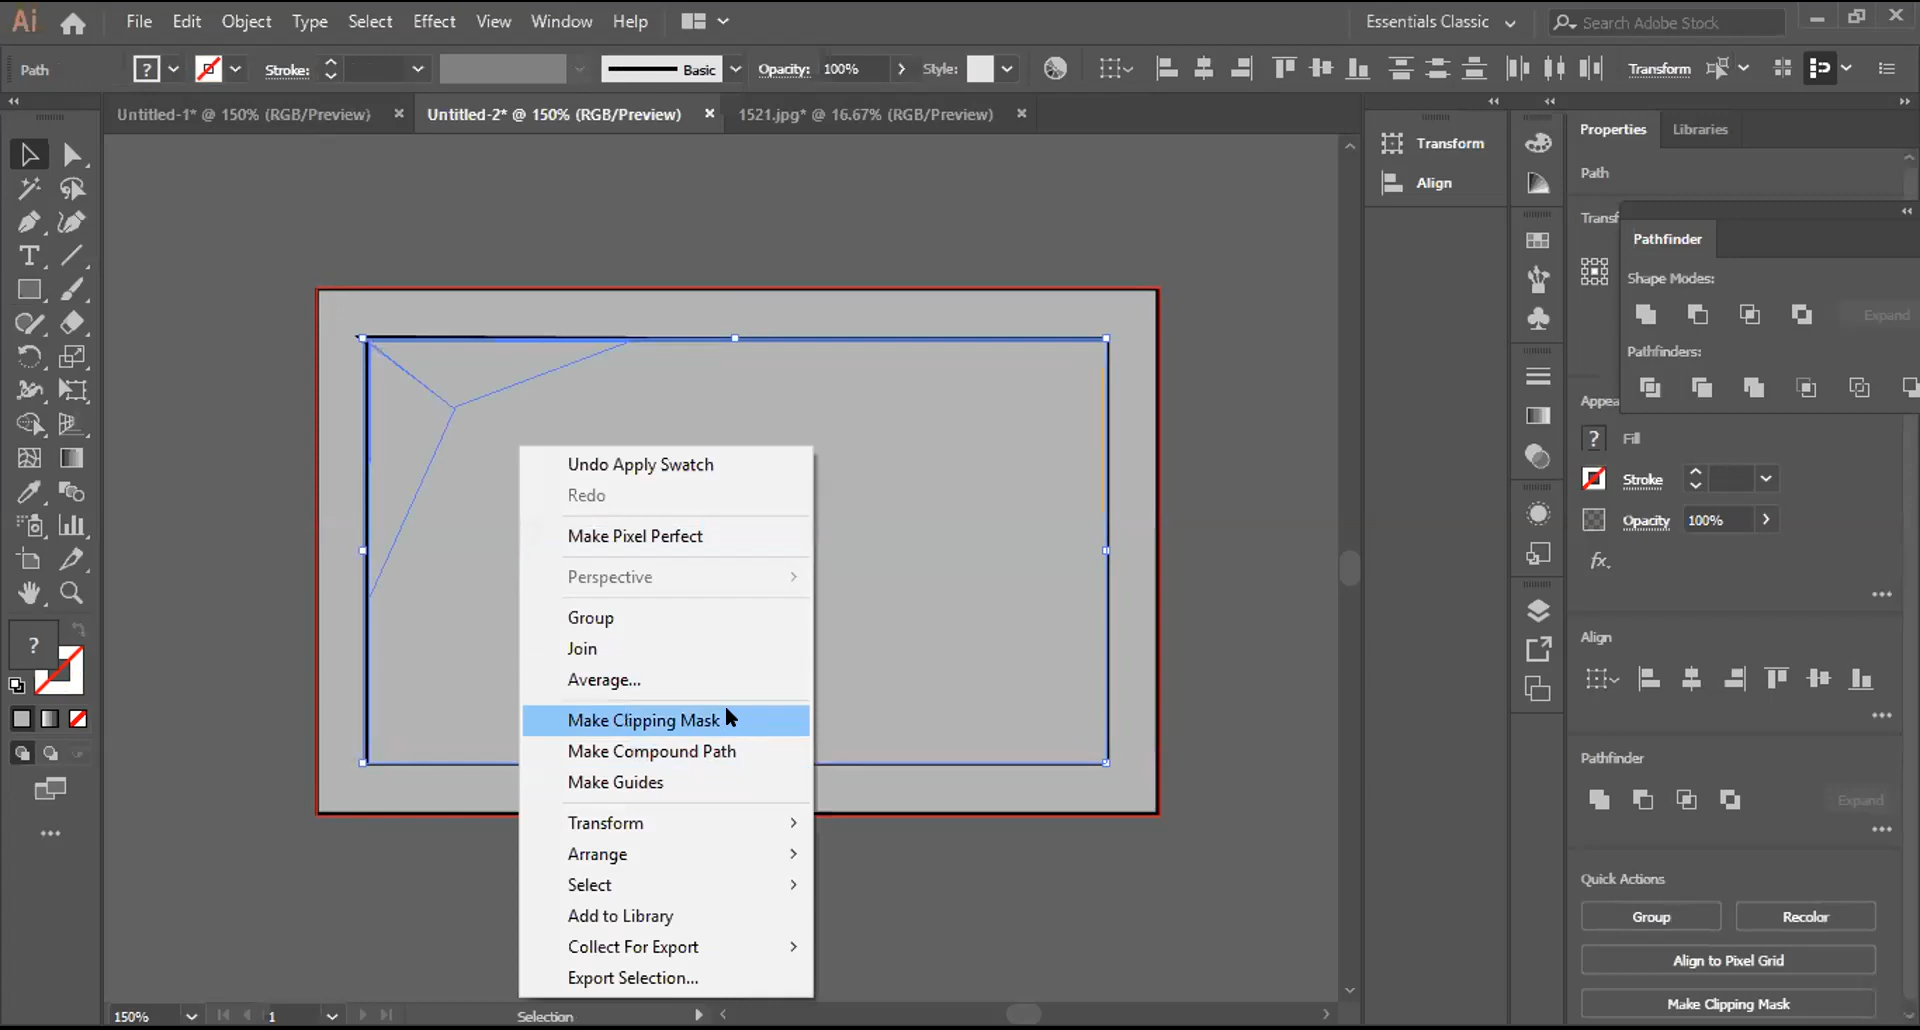 Ai File Edit Object Type Select Effect View Window Help Essentials Classic Search Adobe Stock
Path ? Stroke: Basic Opacity: 100% Style: Transform
Untitled-1* @ 150% (RGB/Preview) × Untitled-2* @ 150% (RGB/Preview) × 1521.jpg* @ 16.67% (RGB/Preview) ×
Transform
Align
Properties Libraries
Path
Transf
Pathfinder
Shape Modes:
Expand
Pathfinders:
Appea
? Fill
Stroke
Opacity 100%
fx.
Align
Pathfinder
Expand
Quick Actions
Group Recolor
Align to Pixel Grid
Make Clipping Mask
?
Undo Apply Swatch
Redo
Make Pixel Perfect
Perspective
Group
Join
Average...
Make Clipping Mask
Make Compound Path
Make Guides
Transform
Arrange
Select
Add to Library
Collect For Export
Export Selection...
150% 1 Selection